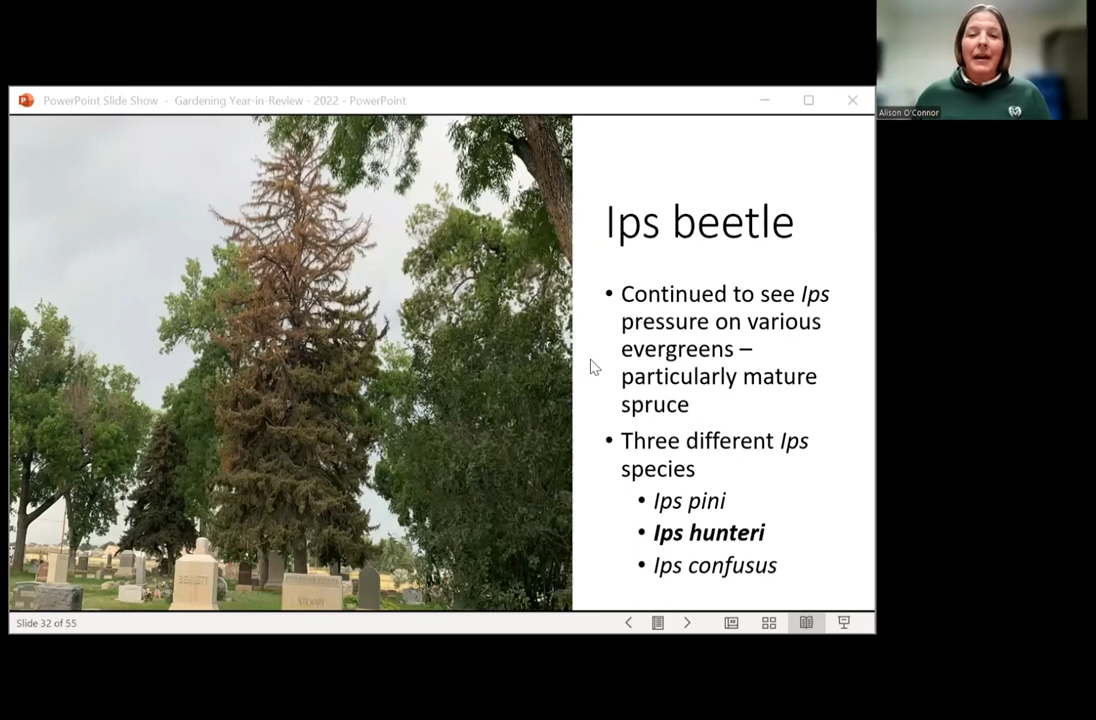 PowerPoint Slide Show - Gardening Year-in-Review - 2022 - PowerPoint
Alison O'Connor
Ips beetle
• Continued to see Ips
pressure on various
evergreens –
particularly mature
spruce
• Three different Ips
species
• Ips pini
• Ips hunteri
• Ips confusus
BENNETT
Slide 32 of 55